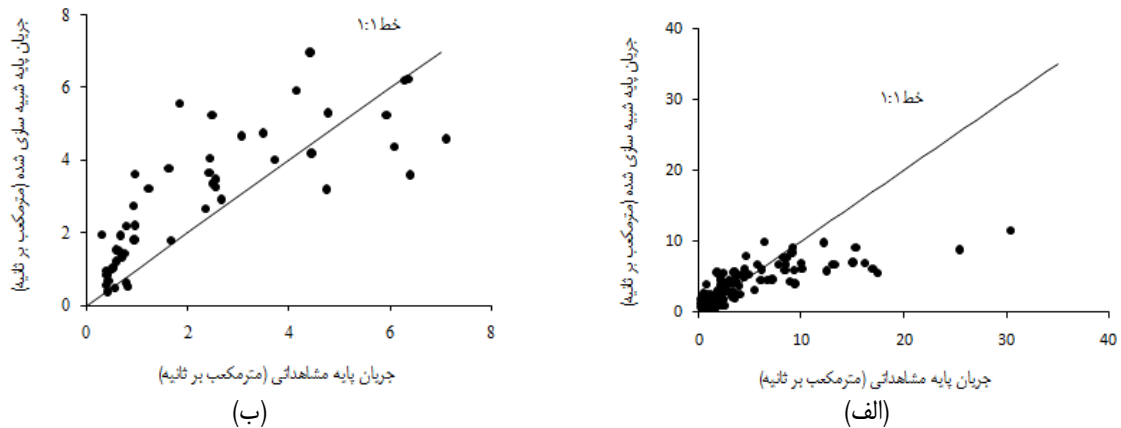 جریان پایه شبیه سازی شده (مترمکعب بر ثانیه)
40
30
20
10
0
خط ۱:۱
0 10 20 30 40
جریان پایه مشاهداتی (مترمکعب بر ثانیه)
(الف)
جریان پایه شبیه سازی شده (مترمکعب بر ثانیه)
8
6
4
2
0
خط ۱:۱
0 2 4 6 8
جریان پایه مشاهداتی (مترمکعب بر ثانیه)
(ب)